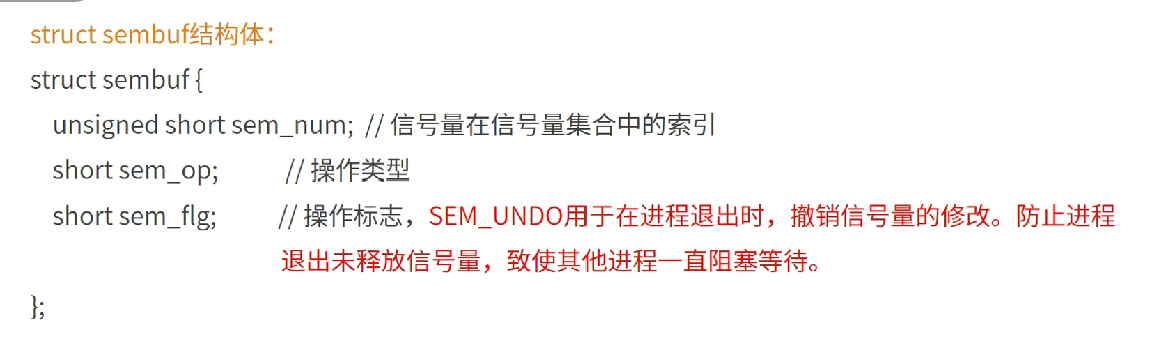 struct sembuf结构体：
struct sembuf {
unsigned short sem_num; // 信号量在信号量集合中的索引
short sem_op; // 操作类型
short sem_flg; // 操作标志，SEM_UNDO用于在进程退出时，撤销信号量的修改。防止进程
退出未释放信号量，致使其他进程一直阻塞等待。
};